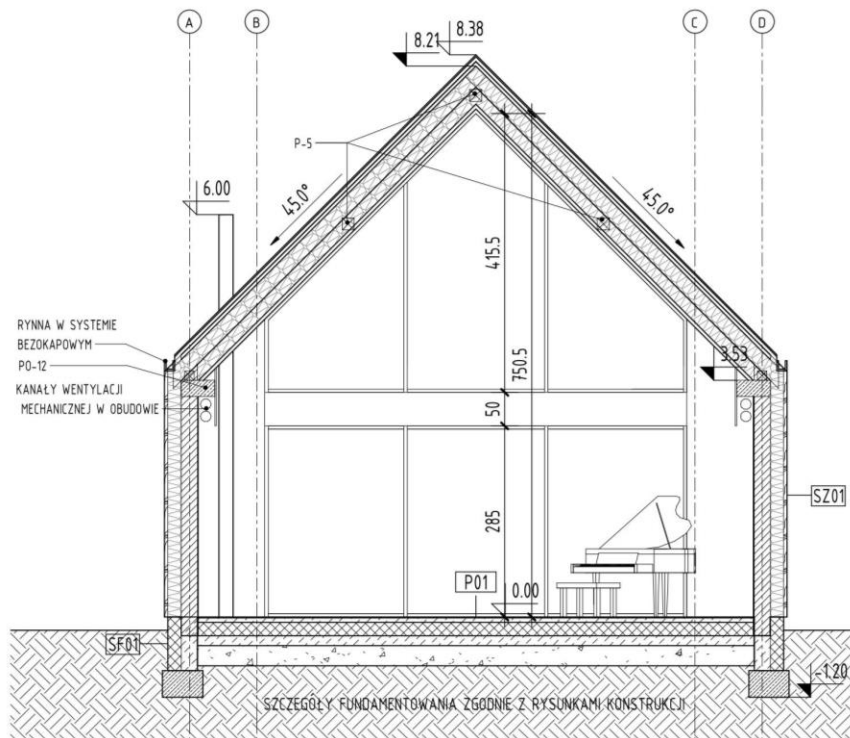 A
B
C
D
8.21
8.38
P-5
6.00
45.0°
45.0°
415.5
750.5
RYNNA W SYSTEMIE
BEZOKAPOWYM
PO-12
KANAŁY WENTYLACJI
MECHANICZNEJ W OBUDOWIE
3.53
50
285
SZ01
P01
0.00
SF01
-1.20
SZCZEGÓŁY FUNDAMENTOWANIA ZGODNIE Z RYSUNKAMI KONSTRUKCJI